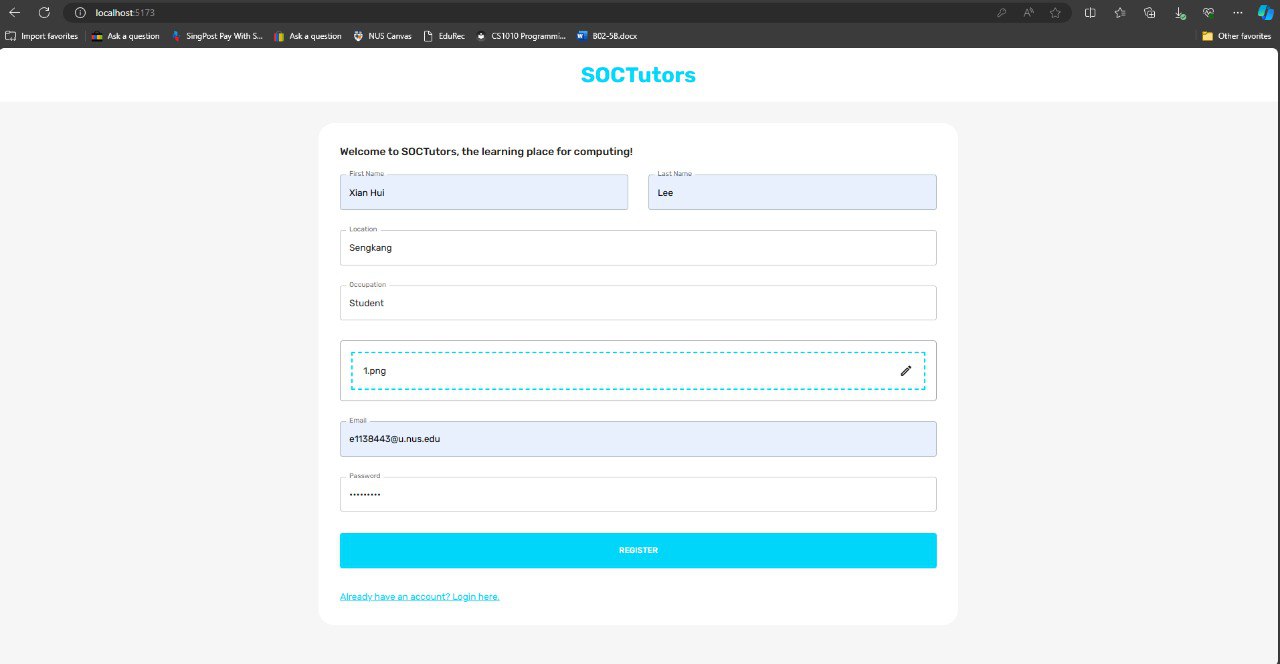 localhost:5173
Import favorites Ask a question SingPost Pay With S... Ask a question NUS Canvas EduRec CS1010 Programmi... B02-5B.docx Other favorites
SOCTutors
Welcome to SOCTutors, the learning place for computing!
First Name Last Name
Xian Hui Lee
Location
Sengkang
Occupation
Student
1.png
Email
e1138443@u.nus.edu
Password
•••••••••
REGISTER
Already have an account? Login here.